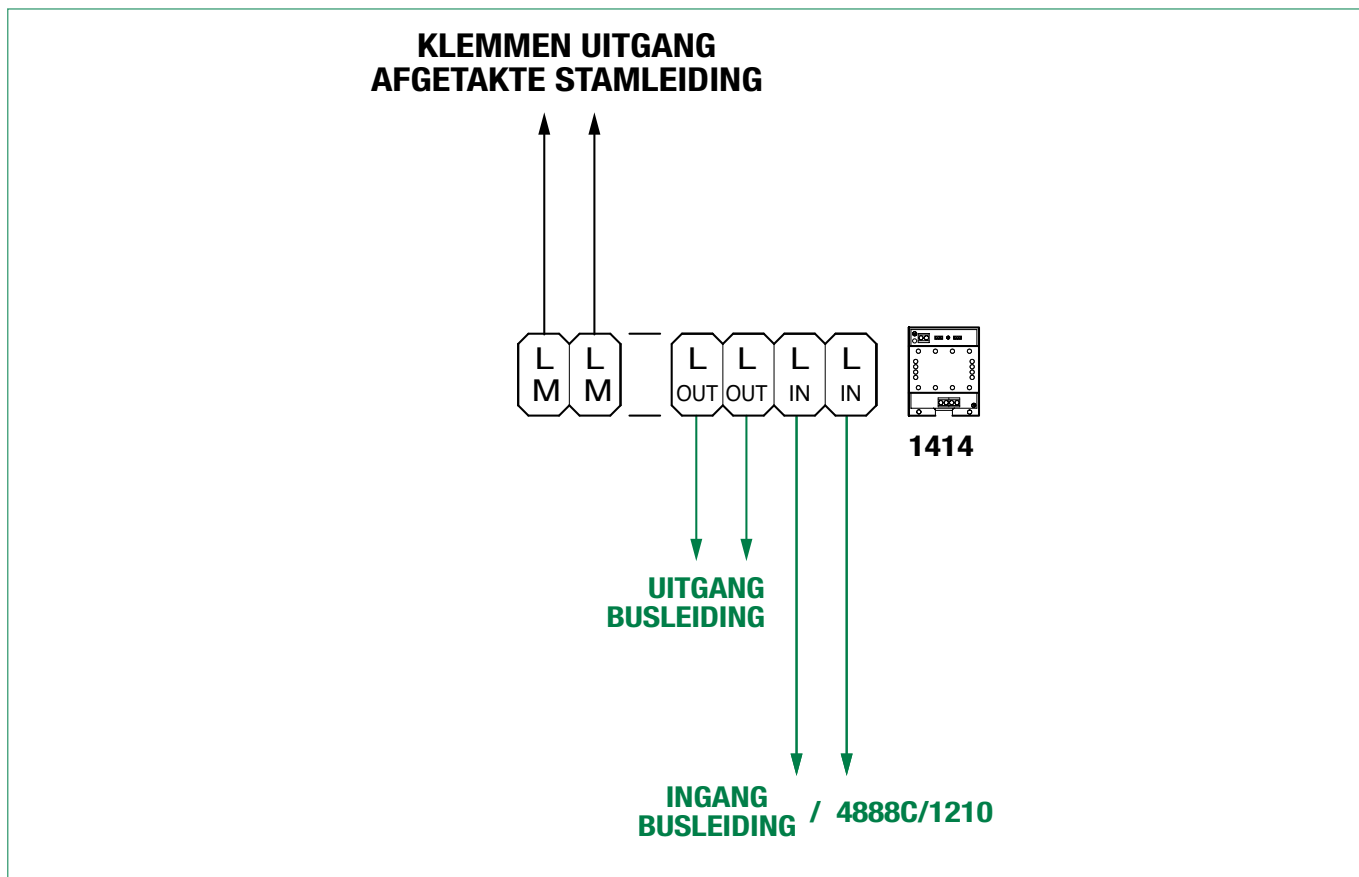 KLEMMEN UITGANG
AFGETAKTE STAMLEIDING
L L L L L L
M M OUT OUT IN IN
1414
UITGANG
BUSLEIDING
INGANG
BUSLEIDING / 4888C/1210